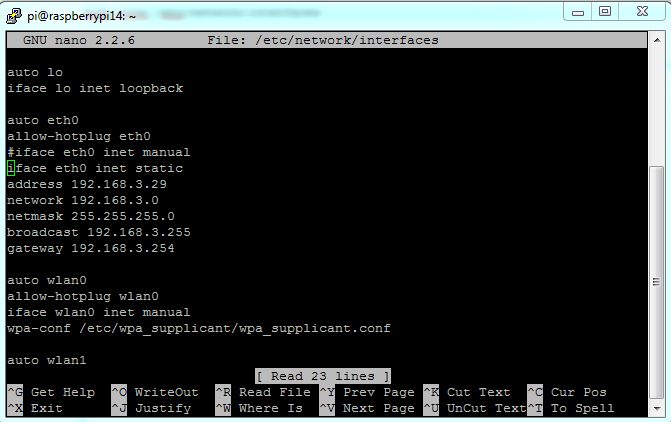 pi@raspberrypi14: ~
GNU nano 2.2.6 File: /etc/network/interfaces
auto lo
iface lo inet loopback
auto eth0
allow-hotplug eth0
#iface eth0 inet manual
iface eth0 inet static
address 192.168.3.29
network 192.168.3.0
netmask 255.255.255.0
broadcast 192.168.3.255
gateway 192.168.3.254
auto wlan0
allow-hotplug wlan0
iface wlan0 inet manual
wpa-conf /etc/wpa_supplicant/wpa_supplicant.conf
auto wlan1
[ Read 23 lines ]
^G Get Help ^O WriteOut ^R Read File ^Y Prev Page ^K Cut Text ^C Cur Pos
^X Exit ^J Justify ^W Where Is ^V Next Page ^U UnCut Text ^T To Spell